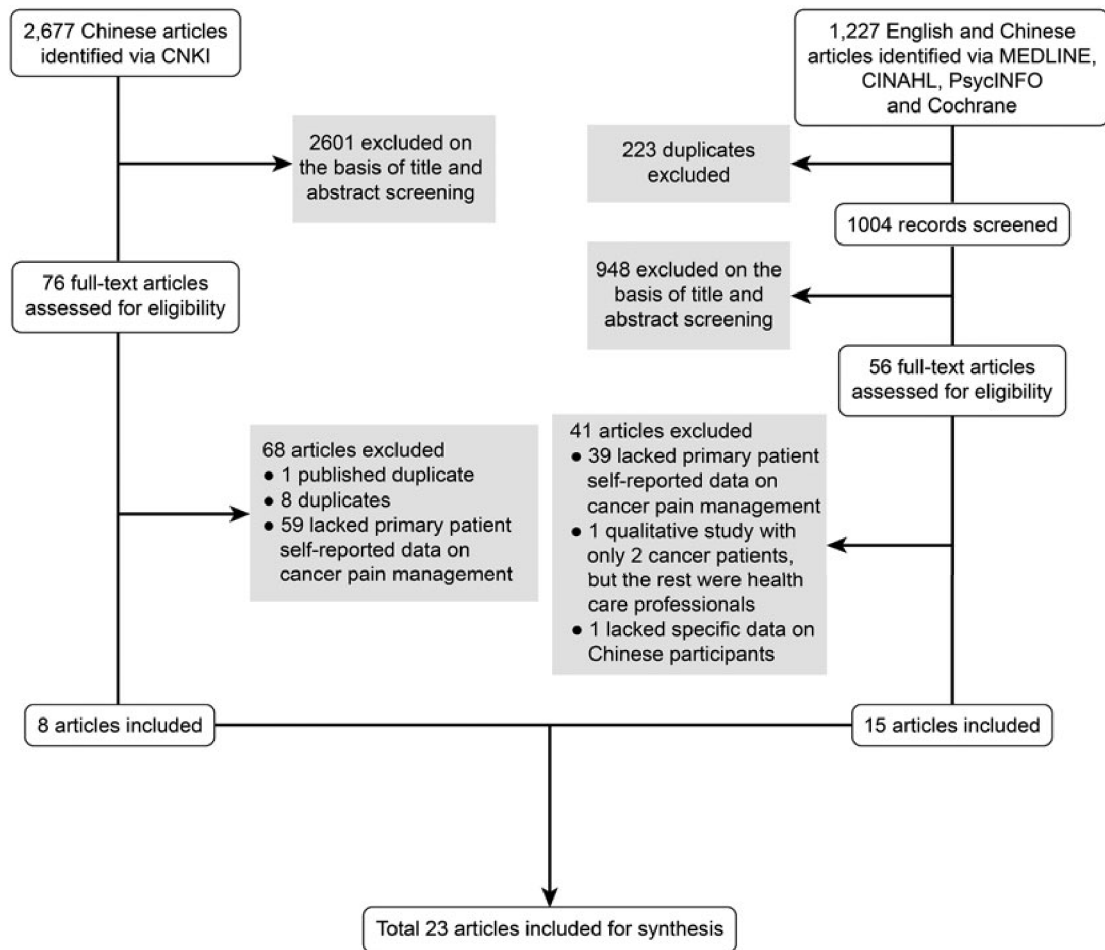 2,677 Chinese articles
identified via CNKI
1,227 English and Chinese
articles identified via MEDLINE,
CINAHL, PsycINFO
and Cochrane
2601 excluded on
the basis of title and
abstract screening
223 duplicates
excluded
1004 records screened
76 full-text articles
assessed for eligibility
948 excluded on the
basis of title and
abstract screening
56 full-text articles
assessed for eligibility
68 articles excluded
● 1 published duplicate
● 8 duplicates
● 59 lacked primary patient
self-reported data on
cancer pain management
41 articles excluded
● 39 lacked primary patient
self-reported data on
cancer pain management
● 1 qualitative study with
only 2 cancer patients,
but the rest were health
care professionals
● 1 lacked specific data on
Chinese participants
8 articles included
15 articles included
Total 23 articles included for synthesis